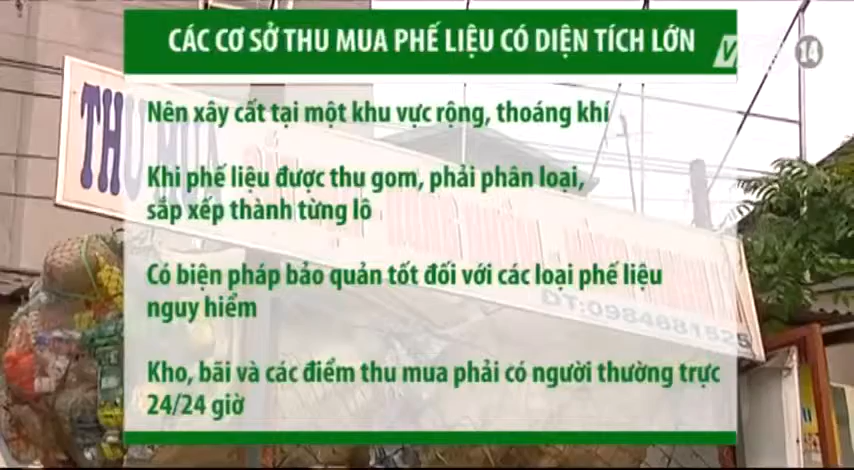 CÁC CƠ SỞ THU MUA PHẾ LIỆU CÓ DIỆN TÍCH LỚN
14
Nên xây cất tại một khu vực rộng, thoáng khí
Khi phế liệu được thu gom, phải phân loại,
sắp xếp thành từng lô
Có biện pháp bảo quản tốt đối với các loại phế liệu
nguy hiểm
Kho, bãi và các điểm thu mua phải có người thường trực
24/24 giờ
THU MUA
ĐT:0984681525